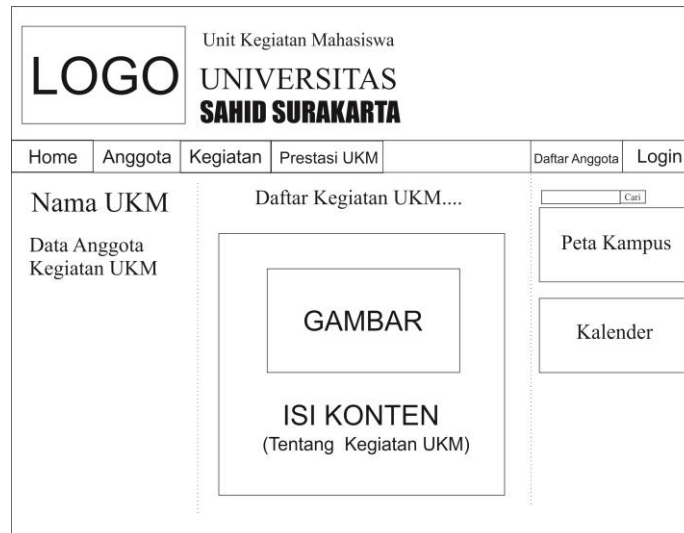 LOGO
Unit Kegiatan Mahasiswa
UNIVERSITAS
SAHID SURAKARTA
Home Anggota Kegiatan Prestasi UKM Daftar Anggota Login
Nama UKM
Data Anggota
Kegiatan UKM
Daftar Kegiatan UKM....
GAMBAR
ISI KONTEN
(Tentang Kegiatan UKM)
Cari
Peta Kampus
Kalender